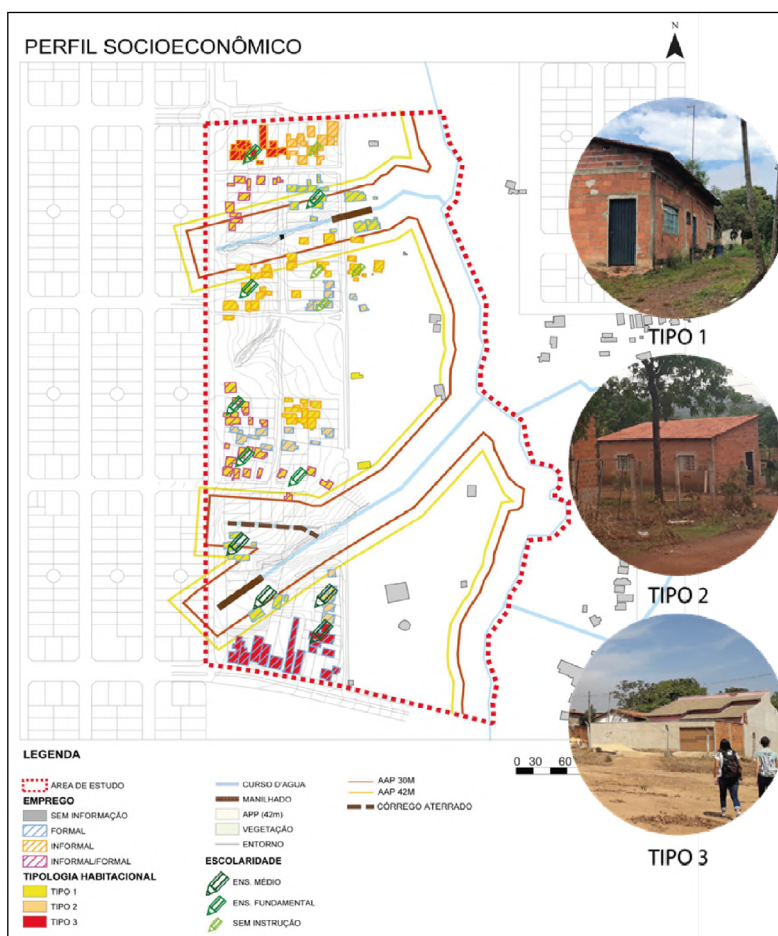 PERFIL SOCIOECONÔMICO
N
TIPO 1
TIPO 2
TIPO 3
0 30 60
LEGENDA
ÁREA DE ESTUDO
EMPREGO
SEM INFORMAÇÃO
FORMAL
INFORMAL
INFORMAL/FORMAL
TIPOLOGIA HABITACIONAL
TIPO 1
TIPO 2
TIPO 3
CURSO D'AGUA
MANILHADO
APP (42m)
VEGETAÇÃO
ENTORNO
ESCOLARIDADE
ENS. MÉDIO
ENS. FUNDAMENTAL
SEM INSTRUÇÃO
AAP 30M
AAP 42M
CÓRREGO ATERRADO